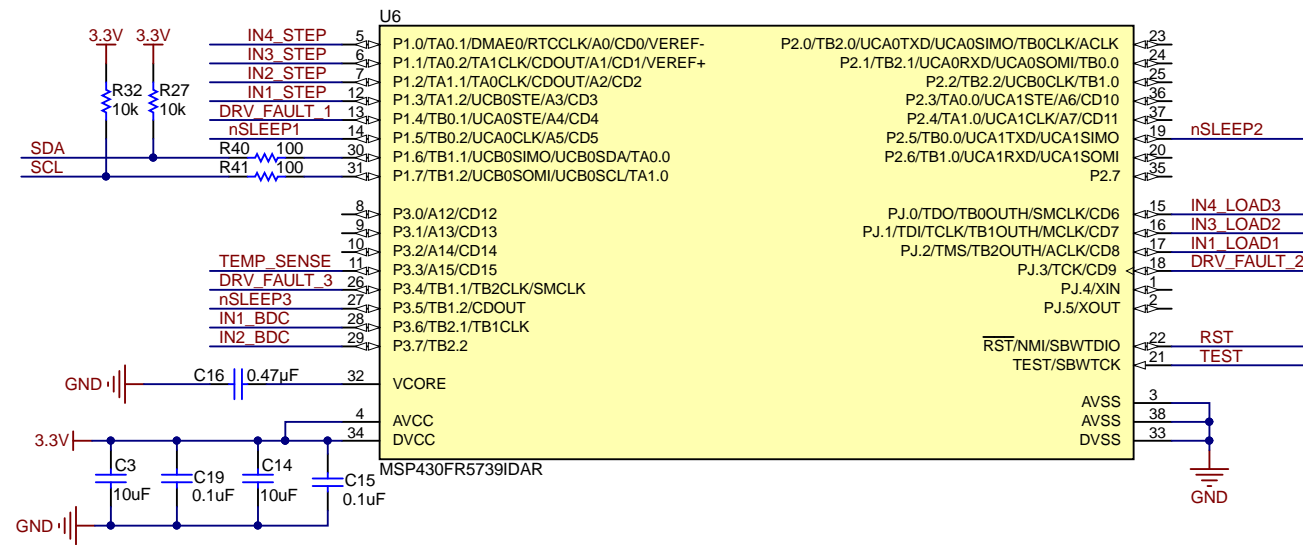 U6
3.3V 3.3V
R32 10k
R27 10k
IN4_STEP 5 P1.0/TA0.1/DMAE0/RTCCLK/A0/CD0/VEREF-
IN3_STEP 6 P1.1/TA0.2/TA1CLK/CDOUT/A1/CD1/VEREF+
IN2_STEP 7 P1.2/TA1.1/TA0CLK/CDOUT/A2/CD2
IN1_STEP 12 P1.3/TA1.2/UCB0STE/A3/CD3
DRV_FAULT_1 13 P1.4/TB0.1/UCA0STE/A4/CD4
nSLEEP1 14 P1.5/TB0.2/UCA0CLK/A5/CD5
SDA R40 100 30 P1.6/TB1.1/UCB0SIMO/UCB0SDA/TA0.0
SCL R41 100 31 P1.7/TB1.2/UCB0SOMI/UCB0SCL/TA1.0
8 P3.0/A12/CD12
9 P3.1/A13/CD13
10 P3.2/A14/CD14
TEMP_SENSE 11 P3.3/A15/CD15
DRV_FAULT_3 26 P3.4/TB1.1/TB2CLK/SMCLK
nSLEEP3 27 P3.5/TB1.2/CDOUT
IN1_BDC 28 P3.6/TB2.1/TB1CLK
IN2_BDC 29 P3.7/TB2.2
GND C16 0.47µF 32 VCORE
4 AVCC
3.3V 34 DVCC
C3 10uF
C19 0.1uF
C14 10uF
C15 0.1uF
GND
P2.0/TB2.0/UCA0TXD/UCA0SIMO/TB0CLK/ACLK 23
P2.1/TB2.1/UCA0RXD/UCA0SOMI/TB0.0 24
P2.2/TB2.2/UCB0CLK/TB1.0 25
P2.3/TA0.0/UCA1STE/A6/CD10 36
P2.4/TA1.0/UCA1CLK/A7/CD11 37
P2.5/TB0.0/UCA1TXD/UCA1SIMO 19 nSLEEP2
P2.6/TB1.0/UCA1RXD/UCA1SOMI 20
P2.7 35
PJ.0/TDO/TB0OUTH/SMCLK/CD6 15 IN4_LOAD3
PJ.1/TDI/TCLK/TB1OUTH/MCLK/CD7 16 IN3_LOAD2
PJ.2/TMS/TB2OUTH/ACLK/CD8 17 IN1_LOAD1
PJ.3/TCK/CD9 18 DRV_FAULT_2
PJ.4/XIN 1
PJ.5/XOUT 2
RST/NMI/SBWTDIO 22 RST
TEST/SBWTCK 21 TEST
AVSS 3
AVSS 38
DVSS 33
GND
MSP430FR5739IDAR